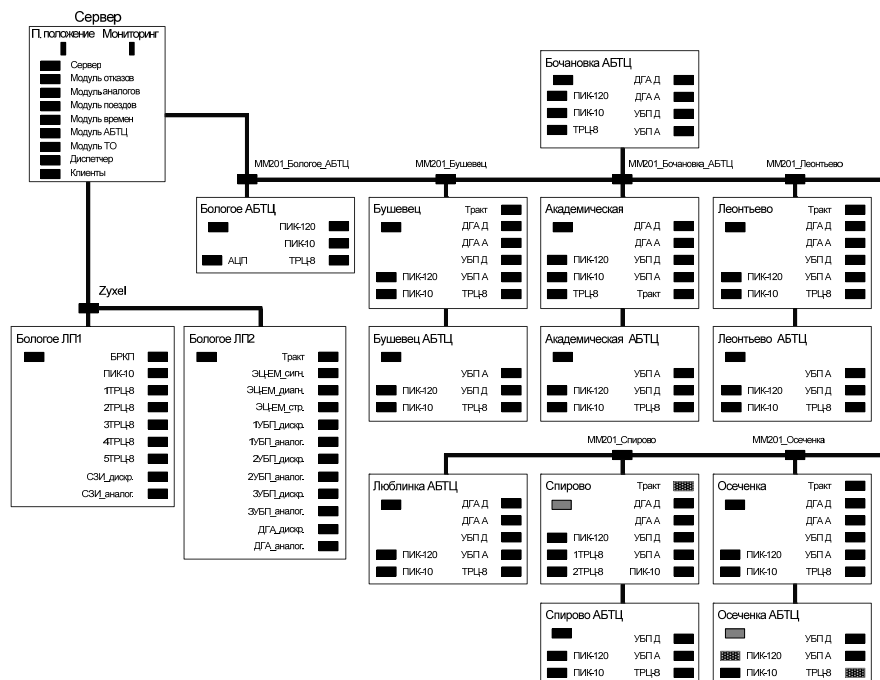 Сервер
П. положение Мониторинг
Сервер
Модуль отказов
Модуль аналогов
Модуль поездов
Модуль времен
Модуль АБТЦ
Модуль ТО
Диспетчер
Клиенты
Бочановка АБТЦ
ДГА Д
ПИК-120 ДГА А
ПИК-10 УБП Д
ТРЦ-8 УБП А
ММ201_Бологое_АБТЦ
ММ201_Бушевец
ММ201_Бочановка_АБТЦ
ММ201_Леонтьево
Бологое АБТЦ
ПИК-120
ПИК-10
АЦП ТРЦ-8
Бушевец Тракт
ДГА Д
ДГА А
УБП Д
ПИК-120 УБП А
ПИК-10 ТРЦ-8
Академическая
ДГА Д
ДГА А
ПИК-120 УБП Д
ПИК-10 УБП А
ТРЦ-8 Тракт
Леонтьево Тракт
ДГА Д
ДГА А
УБП Д
ПИК-120 УБП А
ПИК-10 ТРЦ-8
Zyxel
Бологое ЛП1
БРКП
ПИК-10
1ТРЦ-8
2ТРЦ-8
3ТРЦ-8
4ТРЦ-8
5ТРЦ-8
СЗИ_дискр.
СЗИ_аналог.
Бологое ЛП2
Тракт
ЭЦ-ЕМ_сигн.
ЭЦ-ЕМ_диагн.
ЭЦ-ЕМ_стр.
1УБП_дискр.
1УБП_аналог.
2УБП_дискр.
2УБП_аналог.
3УБП_дискр.
3УБП_аналог.
ДГА_дискр.
ДГА_аналог.
Бушевец АБТЦ
УБП А
ПИК-120 УБП Д
ПИК-10 ТРЦ-8
Академическая АБТЦ
УБП А
ПИК-120 УБП Д
ПИК-10 ТРЦ-8
Леонтьево АБТЦ
УБП А
ПИК-120 УБП Д
ПИК-10 ТРЦ-8
ММ201_Спирово
ММ201_Осеченка
Люблинка АБТЦ
ДГА Д
ДГА А
УБП Д
ПИК-120 УБП А
ПИК-10 ТРЦ-8
Спирово Тракт
ДГА Д
ДГА А
ПИК-120 УБП Д
1ТРЦ-8 УБП А
2ТРЦ-8 ПИК-10
Осеченка Тракт
ДГА Д
ДГА А
УБП Д
ПИК-120 УБП А
ПИК-10 ТРЦ-8
Спирово АБТЦ
УБП Д
ПИК-120 УБП А
ПИК-10 ТРЦ-8
Осеченка АБТЦ
УБП Д
ПИК-120 УБП А
ПИК-10 ТРЦ-8